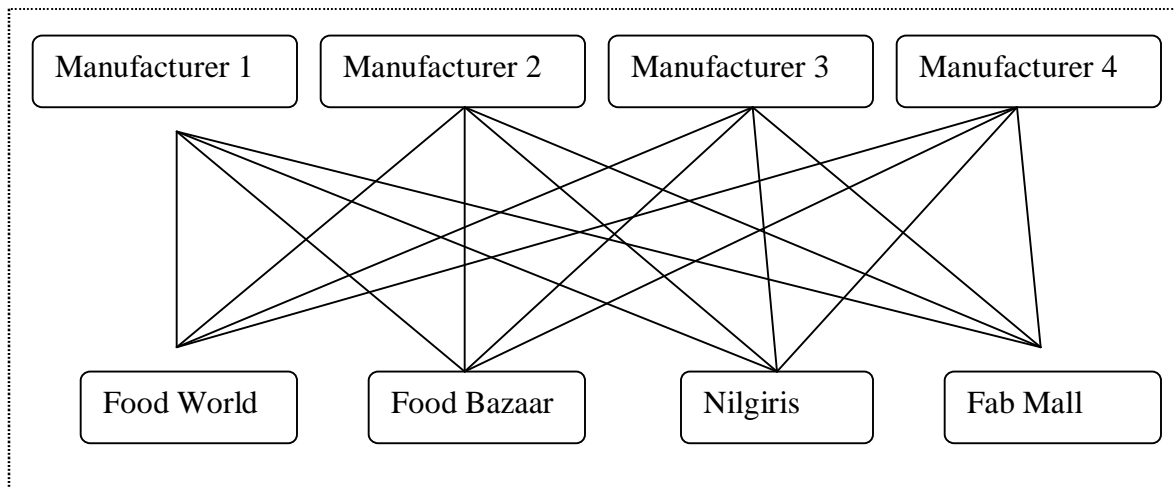 Manufacturer 1
Manufacturer 2
Manufacturer 3
Manufacturer 4
Food World
Food Bazaar
Nilgiris
Fab Mall